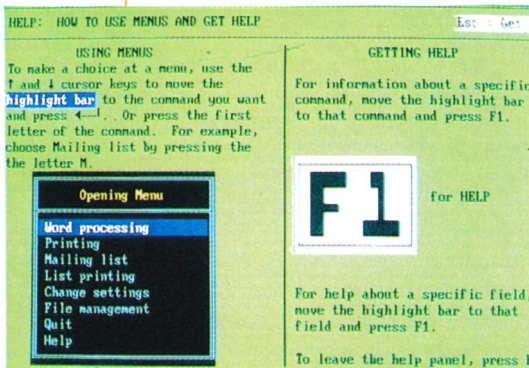 HELP: HOW TO USE MENUS AND GET HELP
Esc
USING MENUS
To make a choice at a menu, use the
↑ and ↓ cursor keys to move the
highlight bar to the command you want
and press ←┘. . Or press the first
letter of the command. For example,
choose Mailing list by pressing the
the letter M.
Opening Menu
Word processing
Printing
Mailing list
List printing
Change settings
File management
Quit
Help
GETTING HELP
For information about a specific
command, move the highlight bar
to that command and press F1.
F1
for HELP
For help about a specific field,
move the highlight bar to that
field and press F1.
To leave the help panel, press